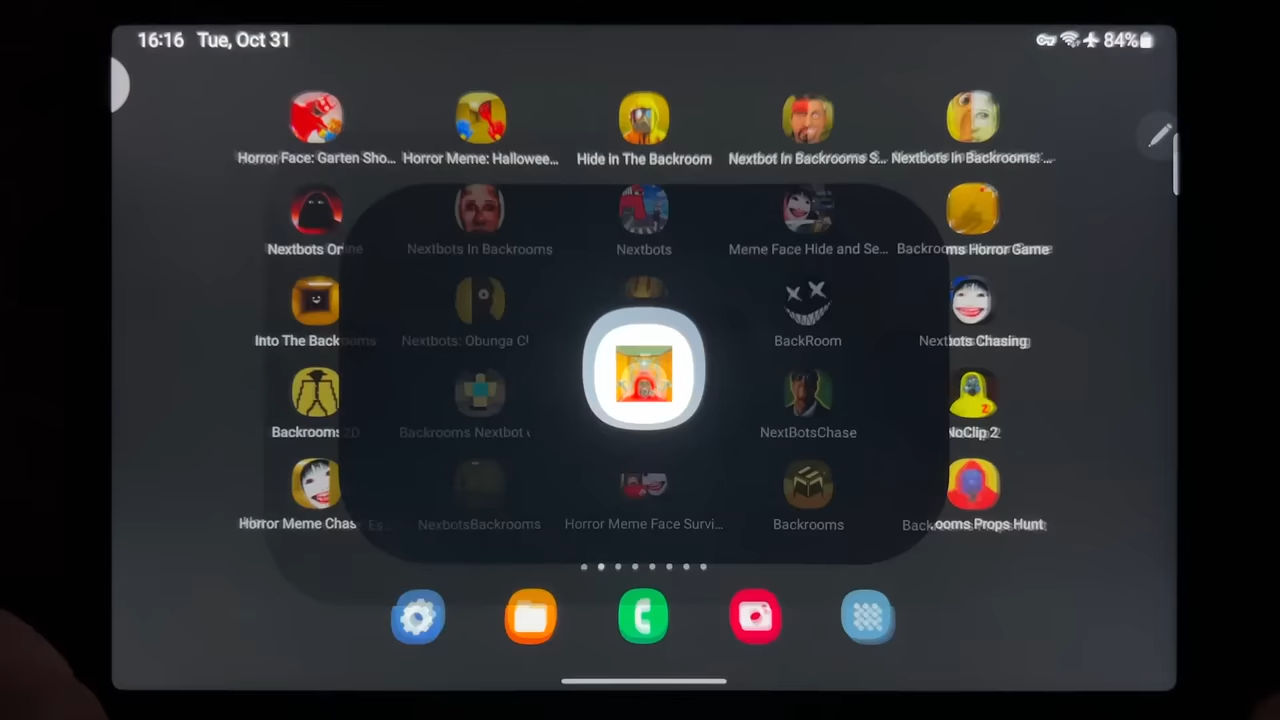 16:16 Tue, Oct 31
84%
Horror Face: Garten Sho... Horror Meme: Hallowee... Hide In The Backroom Nextbot In Backrooms S... Nextbots In Backrooms: ...
Nextbots Online Nextbots In Backrooms Nextbots Meme Face Hide and Se... Backrooms Horror Game
Into The Backrooms Nextbots: Obunga BackRoom Nextbots Chasing
Backrooms 2D Backrooms Nextbot NextBotsChase NoClip 2
Horror Meme Chas NexbotsBackrooms Horror Meme Face Survi... Backrooms Backrooms Props Hunt